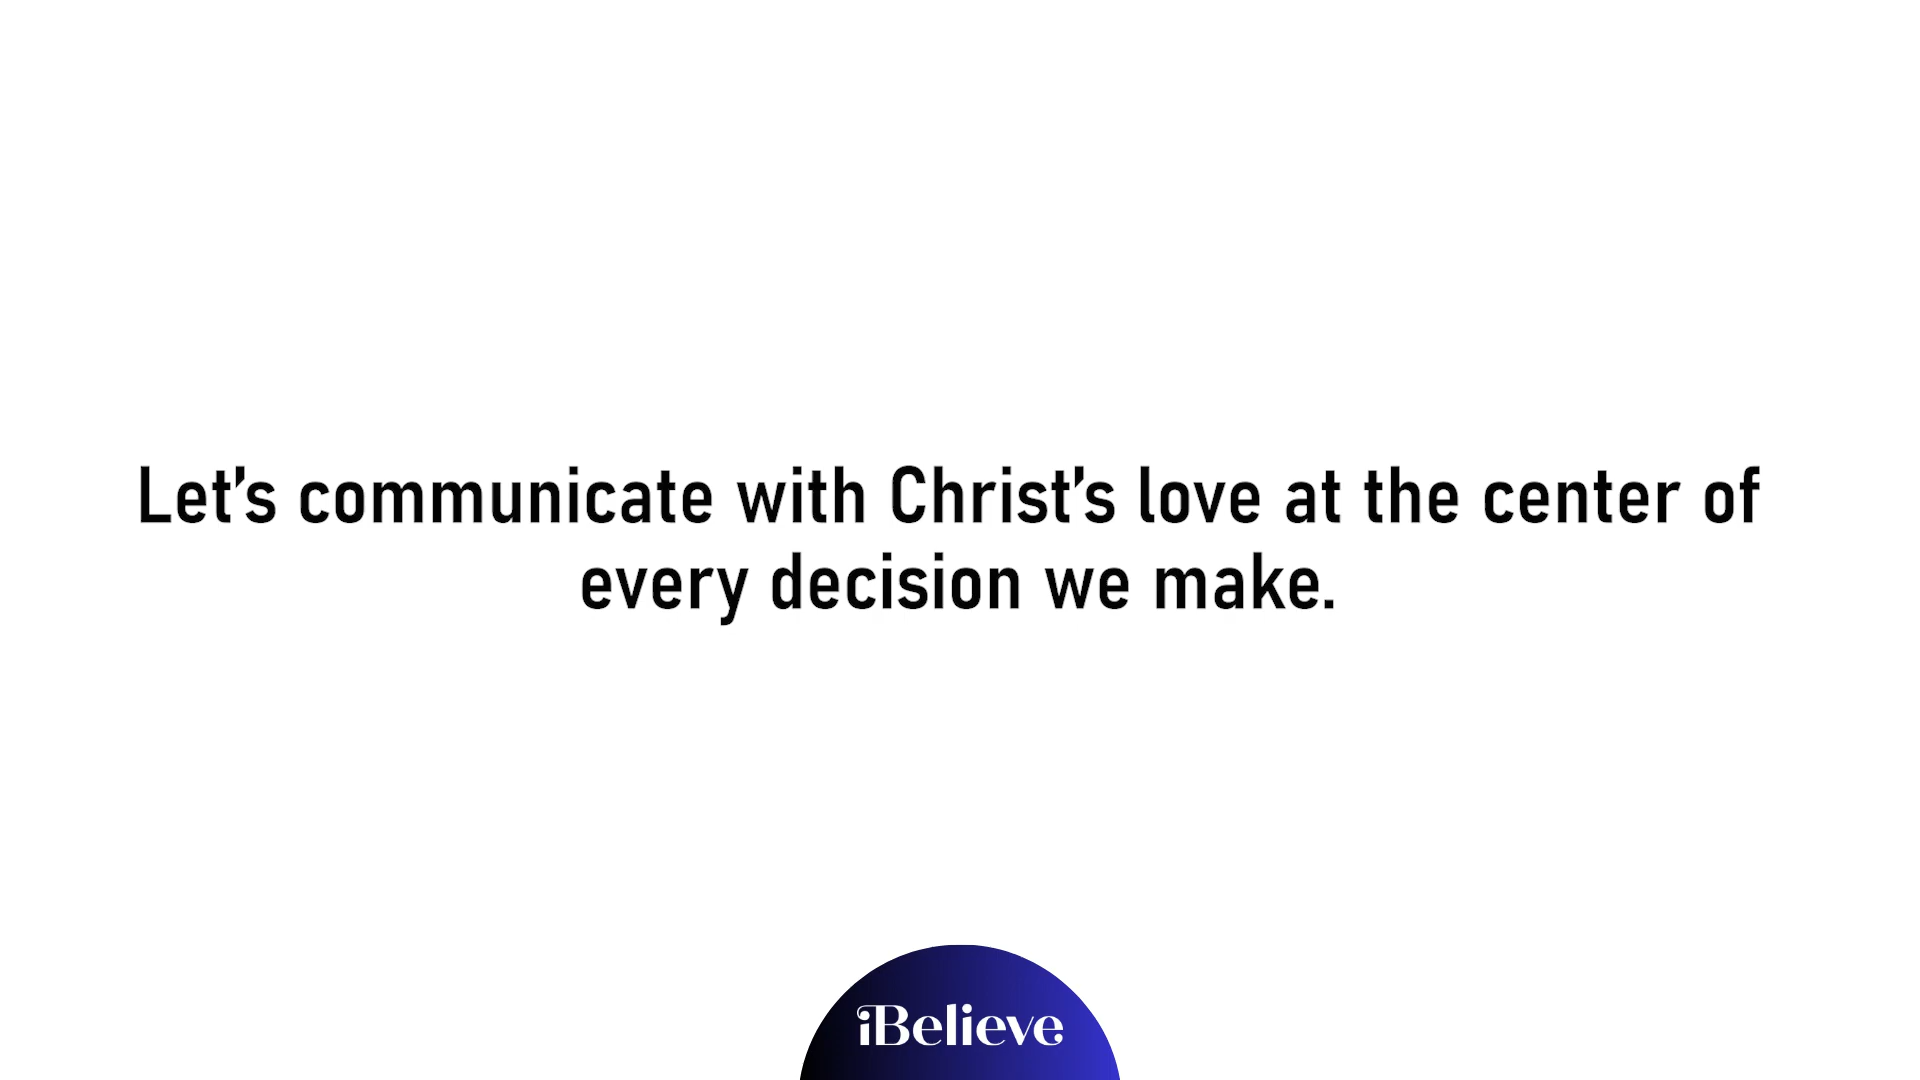 Let’s communicate with Christ’s love at the center of
every decision we make.
iBelieve